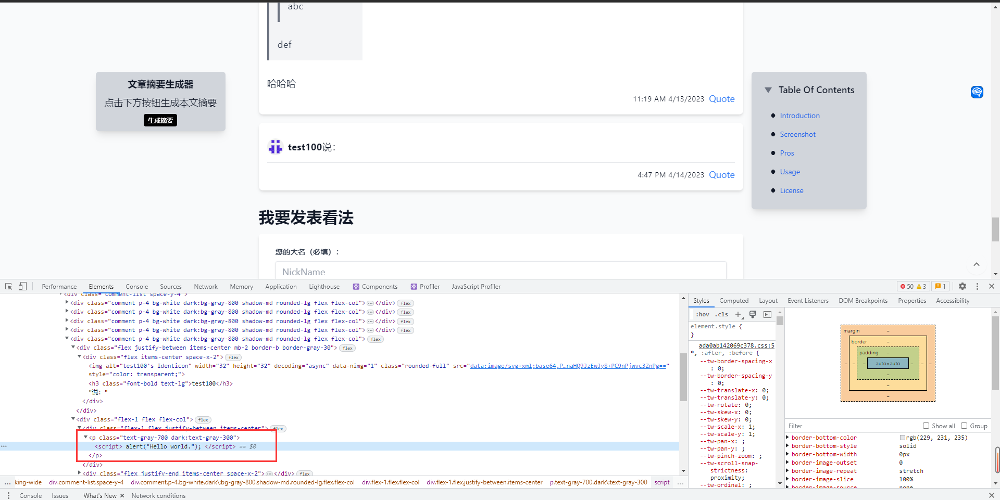 abc
def
哈哈哈
11:19 AM 4/13/2023 Quote
文章摘要生成器
点击下方按钮生成本文摘要
生成摘要
Table Of Contents
Introduction
Screenshot
Pros
Usage
License
test100说：
4:47 PM 4/14/2023 Quote
我要发表看法
您的大名（必填）：
NickName
Performance Elements Console Sources Network Memory Application Lighthouse Components Profiler JavaScript Profiler 50 3 1
<div class="comment-list space-y-4">
<div class="comment p-4 bg-white dark:bg-gray-800 shadow-md rounded-lg flex flex-col"> ⋯ </div> flex
<div class="comment p-4 bg-white dark:bg-gray-800 shadow-md rounded-lg flex flex-col"> ⋯ </div> flex
<div class="comment p-4 bg-white dark:bg-gray-800 shadow-md rounded-lg flex flex-col"> ⋯ </div> flex
<div class="comment p-4 bg-white dark:bg-gray-800 shadow-md rounded-lg flex flex-col"> ⋯ </div> flex
<div class="comment p-4 bg-white dark:bg-gray-800 shadow-md rounded-lg flex flex-col"> flex
<div class="flex justify-between items-center mb-2 border-b border-gray-30"> flex
<div class="flex items-center space-x-2"> flex
<img alt="test100's Identicon" width="32" height="32" decoding="async" data-nimg="1" class="rounded-full" src="data:image/svg+xml;base64,P…naHQ9JzEwJy8+PC9nPjwvc3ZnPg=="
style="color: transparent;">
<h3 class="font-bold text-lg">test100</h3>
"说："
</div>
</div>
<div class="flex-1 flex flex-col"> flex
<div class="flex-1 flex justify-between items-center"> flex
<p class="text-gray-700 dark:text-gray-300">
... <script> alert("Hello world."); </script> == $0
</p>
</div>
<div class="flex justify-end items-center space-x-2"> ⋯ </div> flex
... king-wide div.comment-list.space-y-4 div.comment.p-4.bg-white.dark\:bg-gray-800.shadow-md.rounded-lg.flex.flex-col div.flex-1.flex.flex-col div.flex-1.flex.justify-between.items-center p.text-gray-700.dark\:text-gray-300 script ...
Styles Computed Layout Event Listeners DOM Breakpoints Properties Accessibility
:hov .cls +
element.style {
}
ada0ab142069c378.css:5
*, :after, :before {
--tw-border-spacing-x
: 0;
--tw-border-spacing-y
: 0;
--tw-translate-x: 0;
--tw-translate-y: 0;
--tw-rotate: 0;
--tw-skew-x: 0;
--tw-skew-y: 0;
--tw-scale-x: 1;
--tw-scale-y: 1;
--tw-pan-x: ;
--tw-pan-y: ;
--tw-pinch-zoom: ;
--tw-scroll-snap-
strictness:
proximity;
--tw-ordinal: ;
margin –
border –
padding –
– – – auto×auto – – –
–
–
–
Filter Show all Group
border-bottom-color rgb(229, 231, 235)
border-bottom-style solid
border-bottom-width 0px
border-image-outset 0
border-image-repeat stretch
border-image-slice 100%
border-image-source none
Console Issues What's New × Network conditions